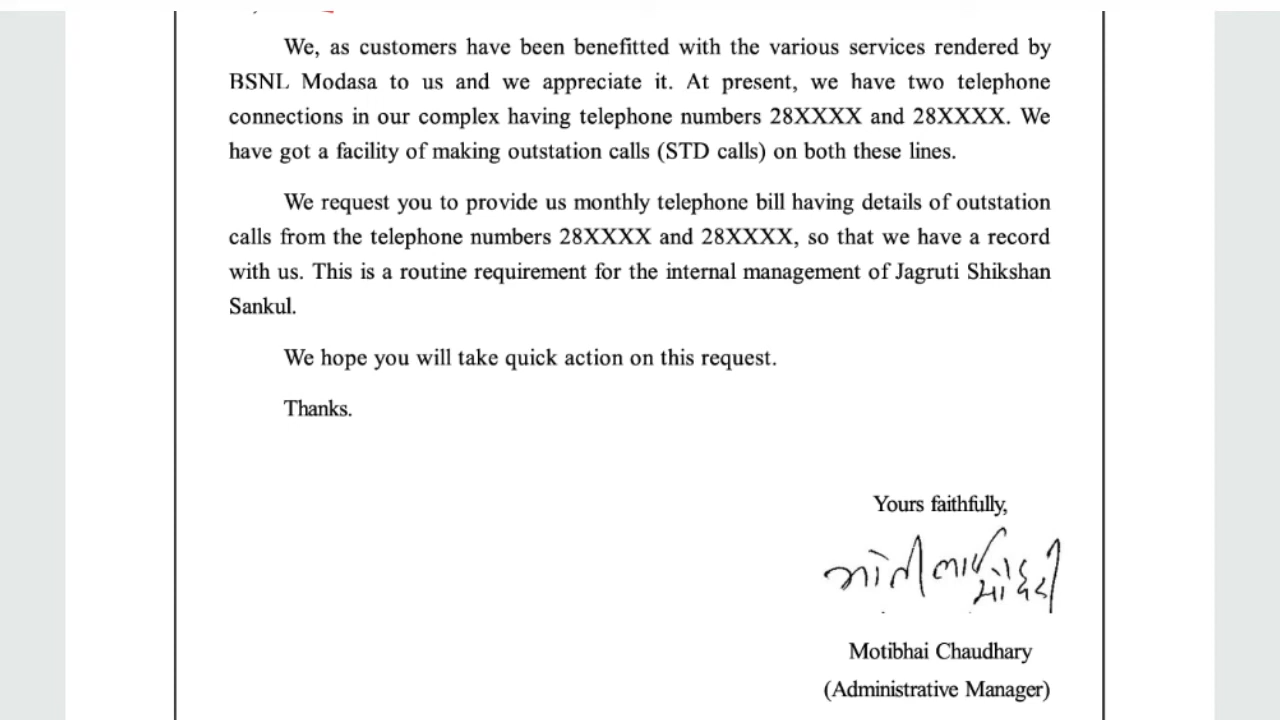 We, as customers have been benefitted with the various services rendered by
BSNL Modasa to us and we appreciate it. At present, we have two telephone
connections in our complex having telephone numbers 28XXXX and 28XXXX. We
have got a facility of making outstation calls (STD calls) on both these lines.
We request you to provide us monthly telephone bill having details of outstation
calls from the telephone numbers 28XXXX and 28XXXX, so that we have a record
with us. This is a routine requirement for the internal management of Jagruti Shikshan
Sankul.
We hope you will take quick action on this request.
Thanks.
Yours faithfully,
મોતીભાઈ
ચૌધરી
Motibhai Chaudhary
(Administrative Manager)